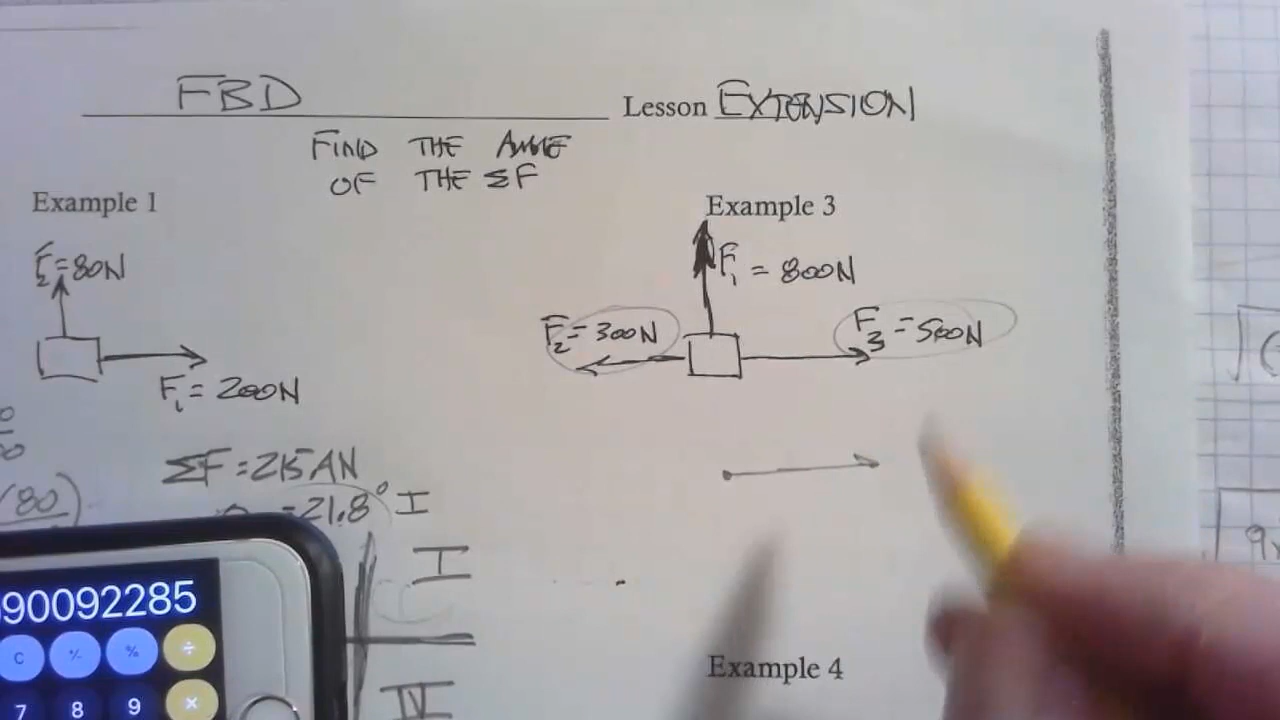 FBD
Lesson EXTENSION
FIND THE ANGLE
OF THE ΣF
Example 1
F2=80N
F1=200N
ΣF=215.4N
=21.8° I
(80)
I
IV
90092285
C % ÷
7 8 9 ×
Example 3
F1 = 800N
F2=300N
F3=500N
Example 4